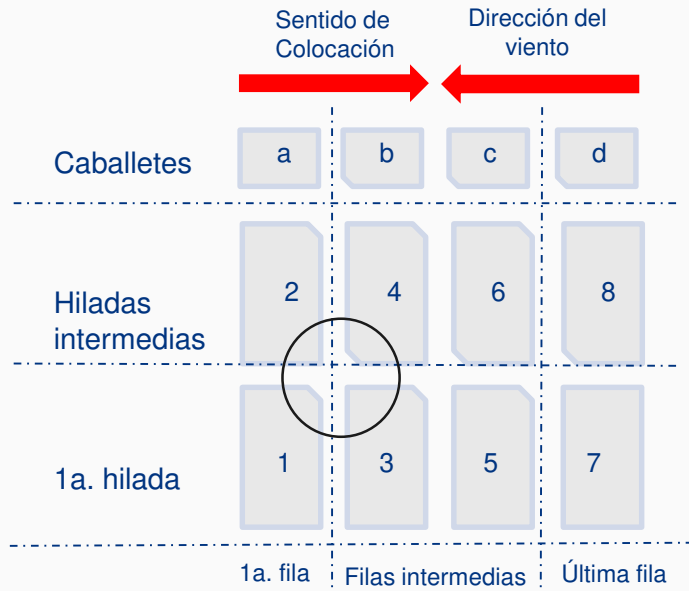 Sentido de
Colocación
Dirección del
viento
Caballetes
a
b
c
d
Hiladas
intermedias
2
4
6
8
1a. hilada
1
3
5
7
1a. fila
Filas intermedias
Última fila